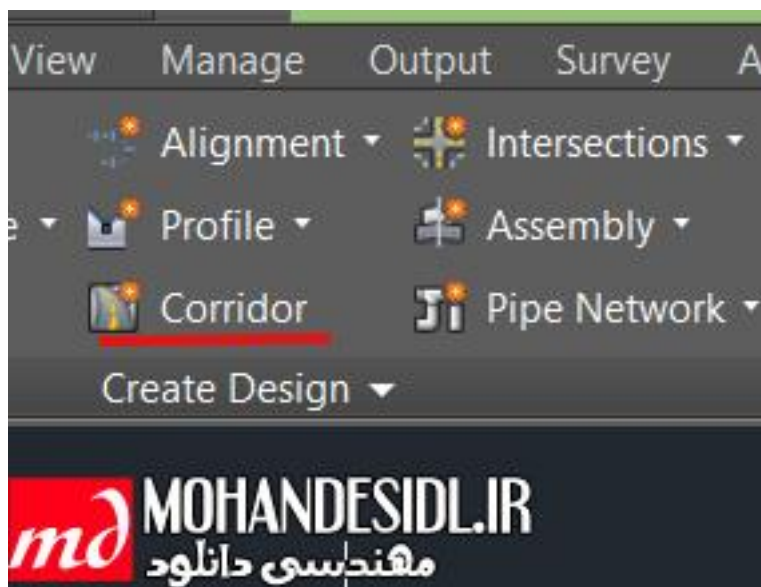 View Manage Output Survey A
Alignment Intersections
e Profile Assembly
Corridor Pipe Network
Create Design
md MOHANDESIDL.IR
مهندسی دانلود